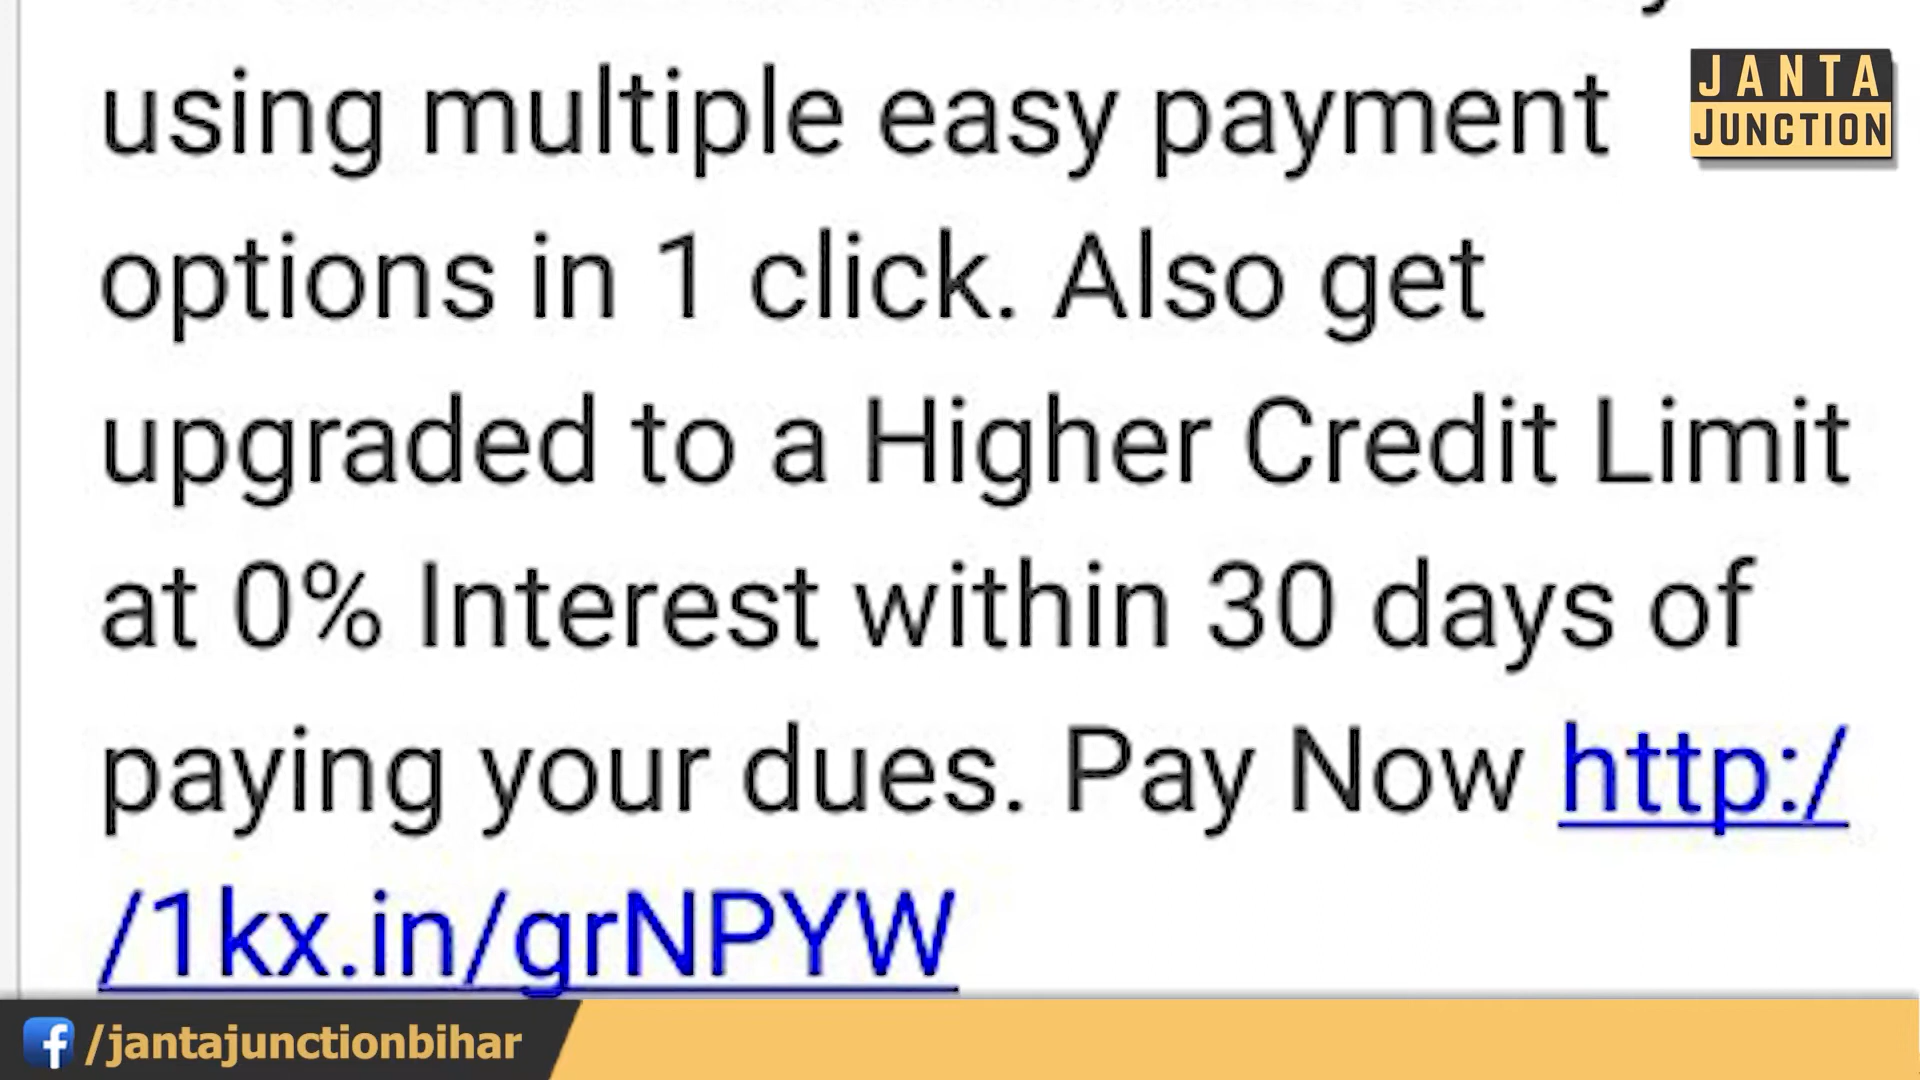 using multiple easy payment
options in 1 click. Also get
upgraded to a Higher Credit Limit
at 0% Interest within 30 days of
paying your dues. Pay Now http:/
/1kx.in/grNPYW
JANTA
JUNCTION
/jantajunctionbihar